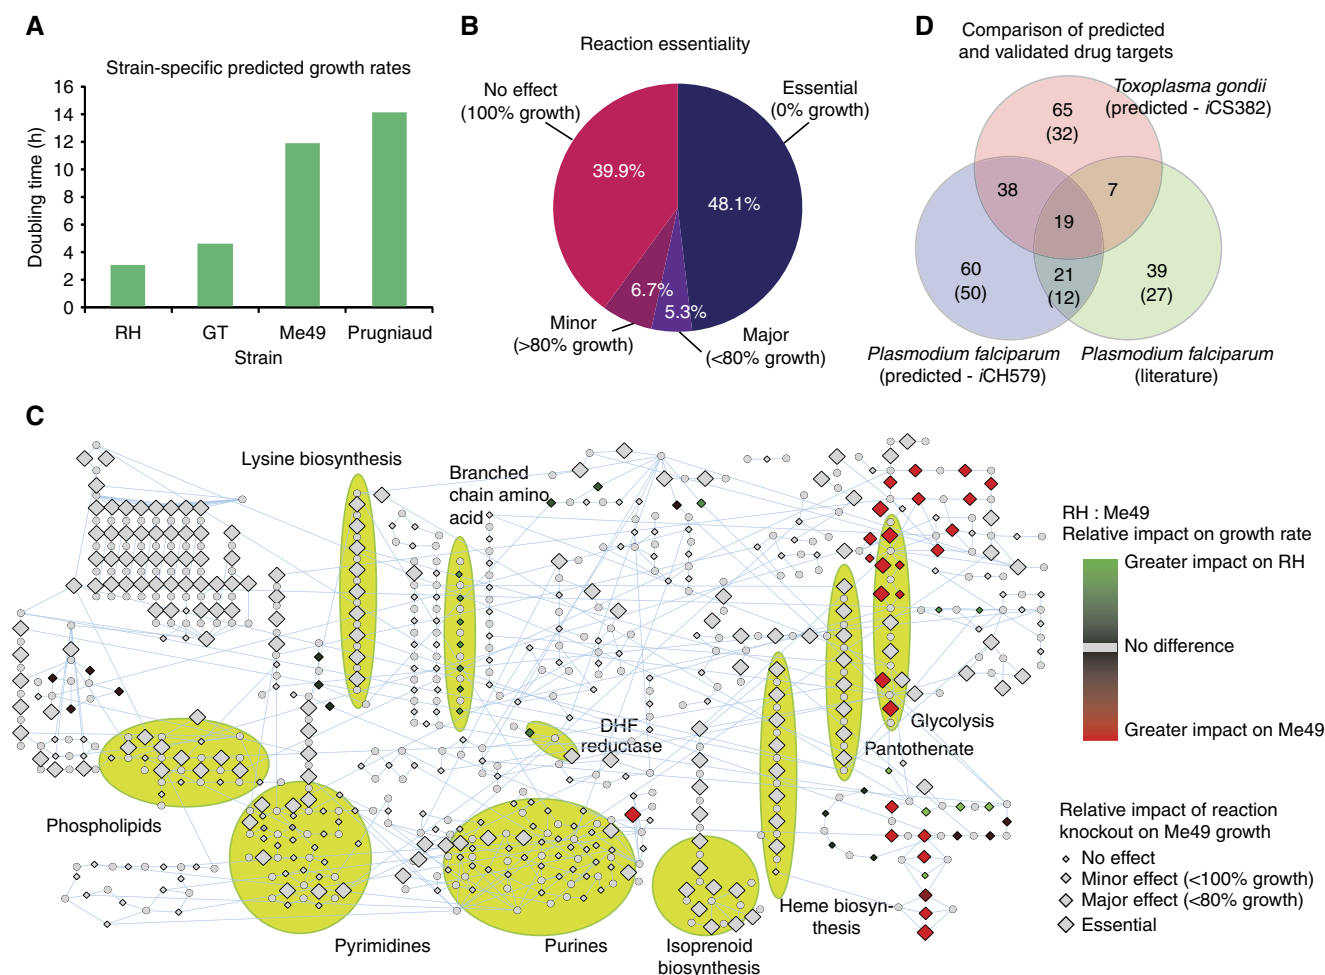 A
Strain-specific predicted growth rates
Doubling time (h)
16
14
12
10
8
6
4
2
0
RH
GT
Me49
Prugniaud
Strain
B
Reaction essentiality
No effect
(100% growth)
Essential
(0% growth)
39.9%
48.1%
6.7%
5.3%
Minor
(>80% growth)
Major
(<80% growth)
D
Comparison of predicted
and validated drug targets
Toxoplasma gondii
(predicted - iCS382)
65
(32)
38
7
19
60
(50)
21
(12)
39
(27)
Plasmodium falciparum
(predicted - iCH579)
Plasmodium falciparum
(literature)
C
Lysine biosynthesis
Branched
chain amino
acid
DHF
reductase
Glycolysis
Pantothenate
Phospholipids
Pyrimidines
Purines
Isoprenoid
biosynthesis
Heme biosyn-
thesis
RH : Me49
Relative impact on growth rate
Greater impact on RH
No difference
Greater impact on Me49
Relative impact of reaction
knockout on Me49 growth
No effect
Minor effect (<100% growth)
Major effect (<80% growth)
Essential